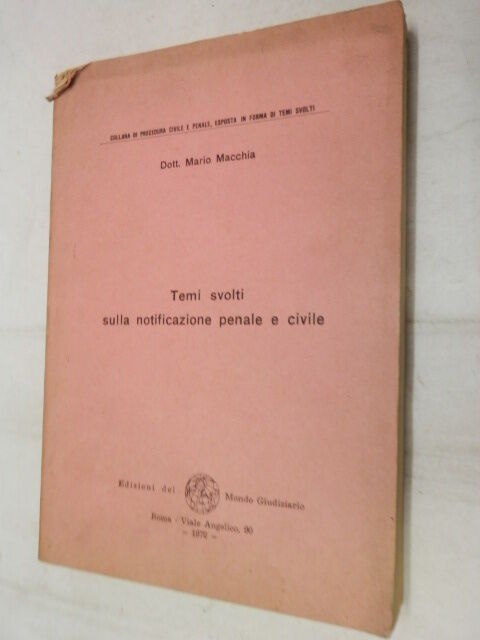 COLLANA DI PROCEDURA CIVILE E PENALE, ESPOSTA IN FORMA DI TEMI SVOLTI
Dott. Mario Macchia
Temi svolti
sulla notificazione penale e civile
Edizioni del Mondo Giudiziario
Roma - Viale Angelico, 90
- 1972 -